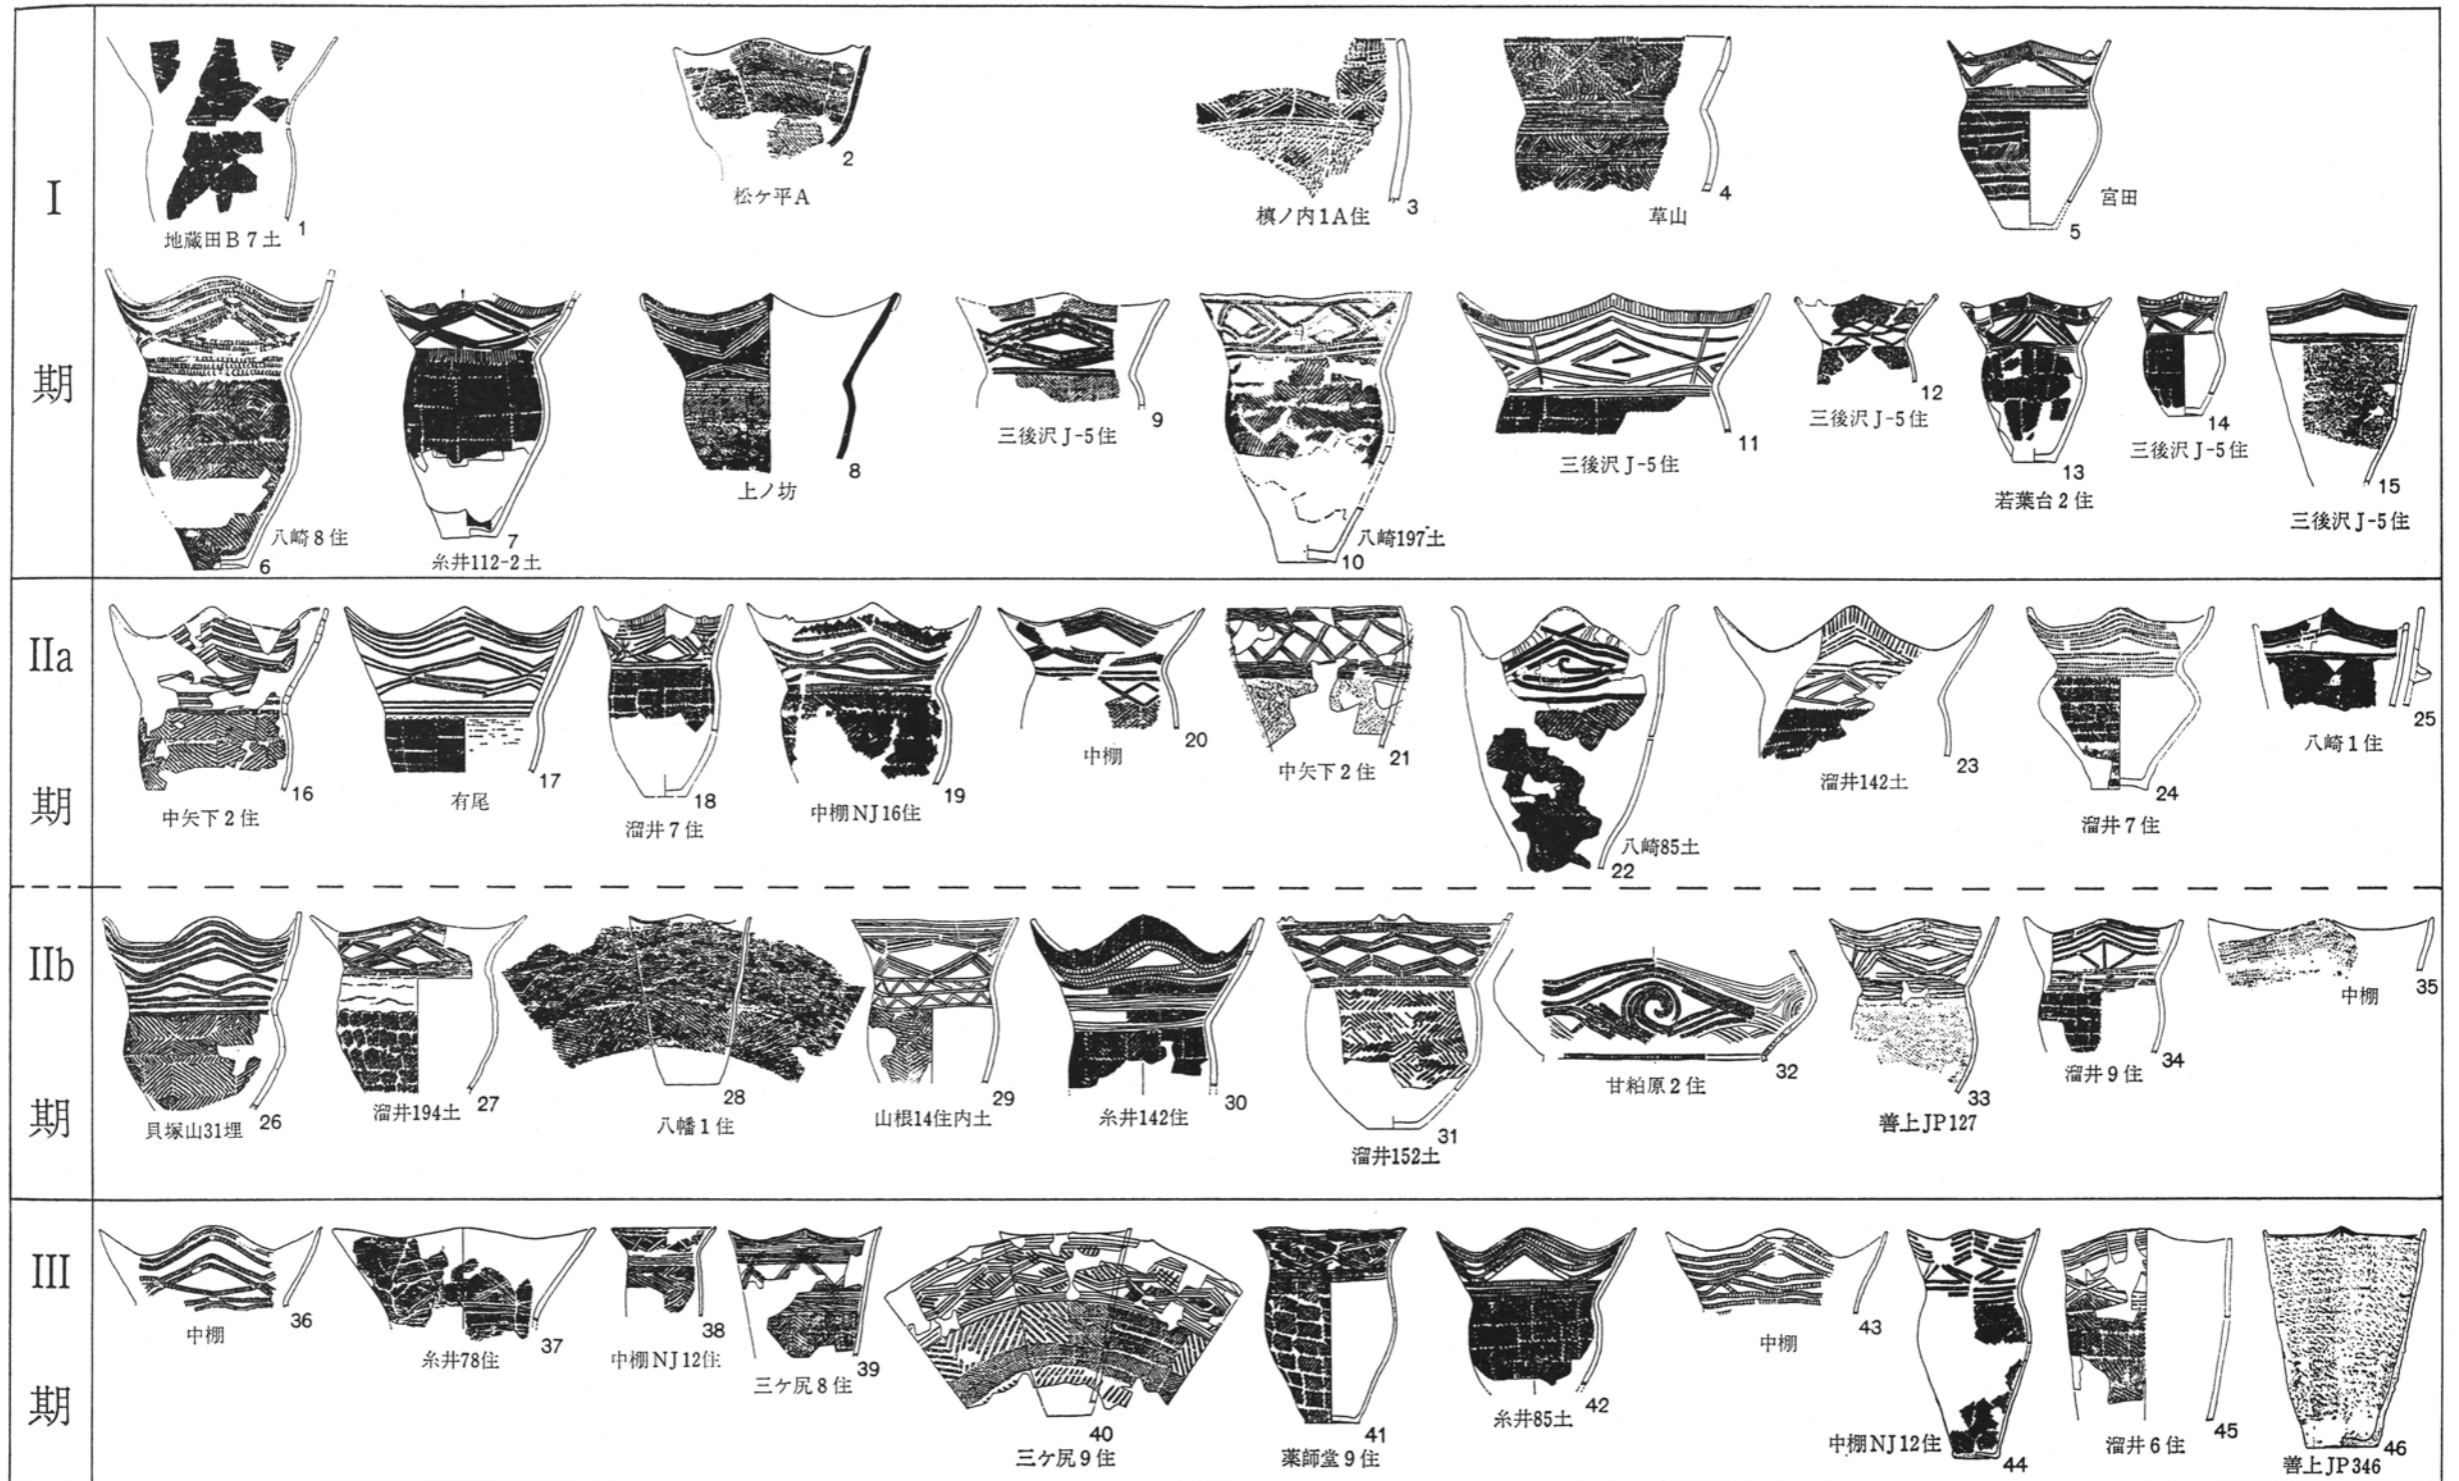 I
期
1
地蔵田B7土
2
松ケ平A
3
槙ノ内1A住
4
草山
5
宮田
6
八崎8住
7
糸井112-2土
8
上ノ坊
9
三後沢J-5住
10
八崎197土
11
三後沢J-5住
12
三後沢J-5住
13
若葉台2住
14
三後沢J-5住
15
三後沢J-5住
IIa
期
16
中矢下2住
17
有尾
18
溜井7住
19
中棚NJ16住
20
中棚
21
中矢下2住
22
八崎85土
23
溜井142土
24
溜井7住
25
八崎1住
IIb
期
26
貝塚山31埋
27
溜井194土
28
八幡1住
29
山根14住内土
30
糸井142住
31
溜井152土
32
甘粕原2住
33
善上JP127
34
溜井9住
35
中棚
III
期
36
中棚
37
糸井78住
38
中棚NJ12住
39
三ケ尻8住
40
三ケ尻9住
41
薬師堂9住
42
糸井85土
43
中棚
44
中棚NJ12住
45
溜井6住
46
善上JP346